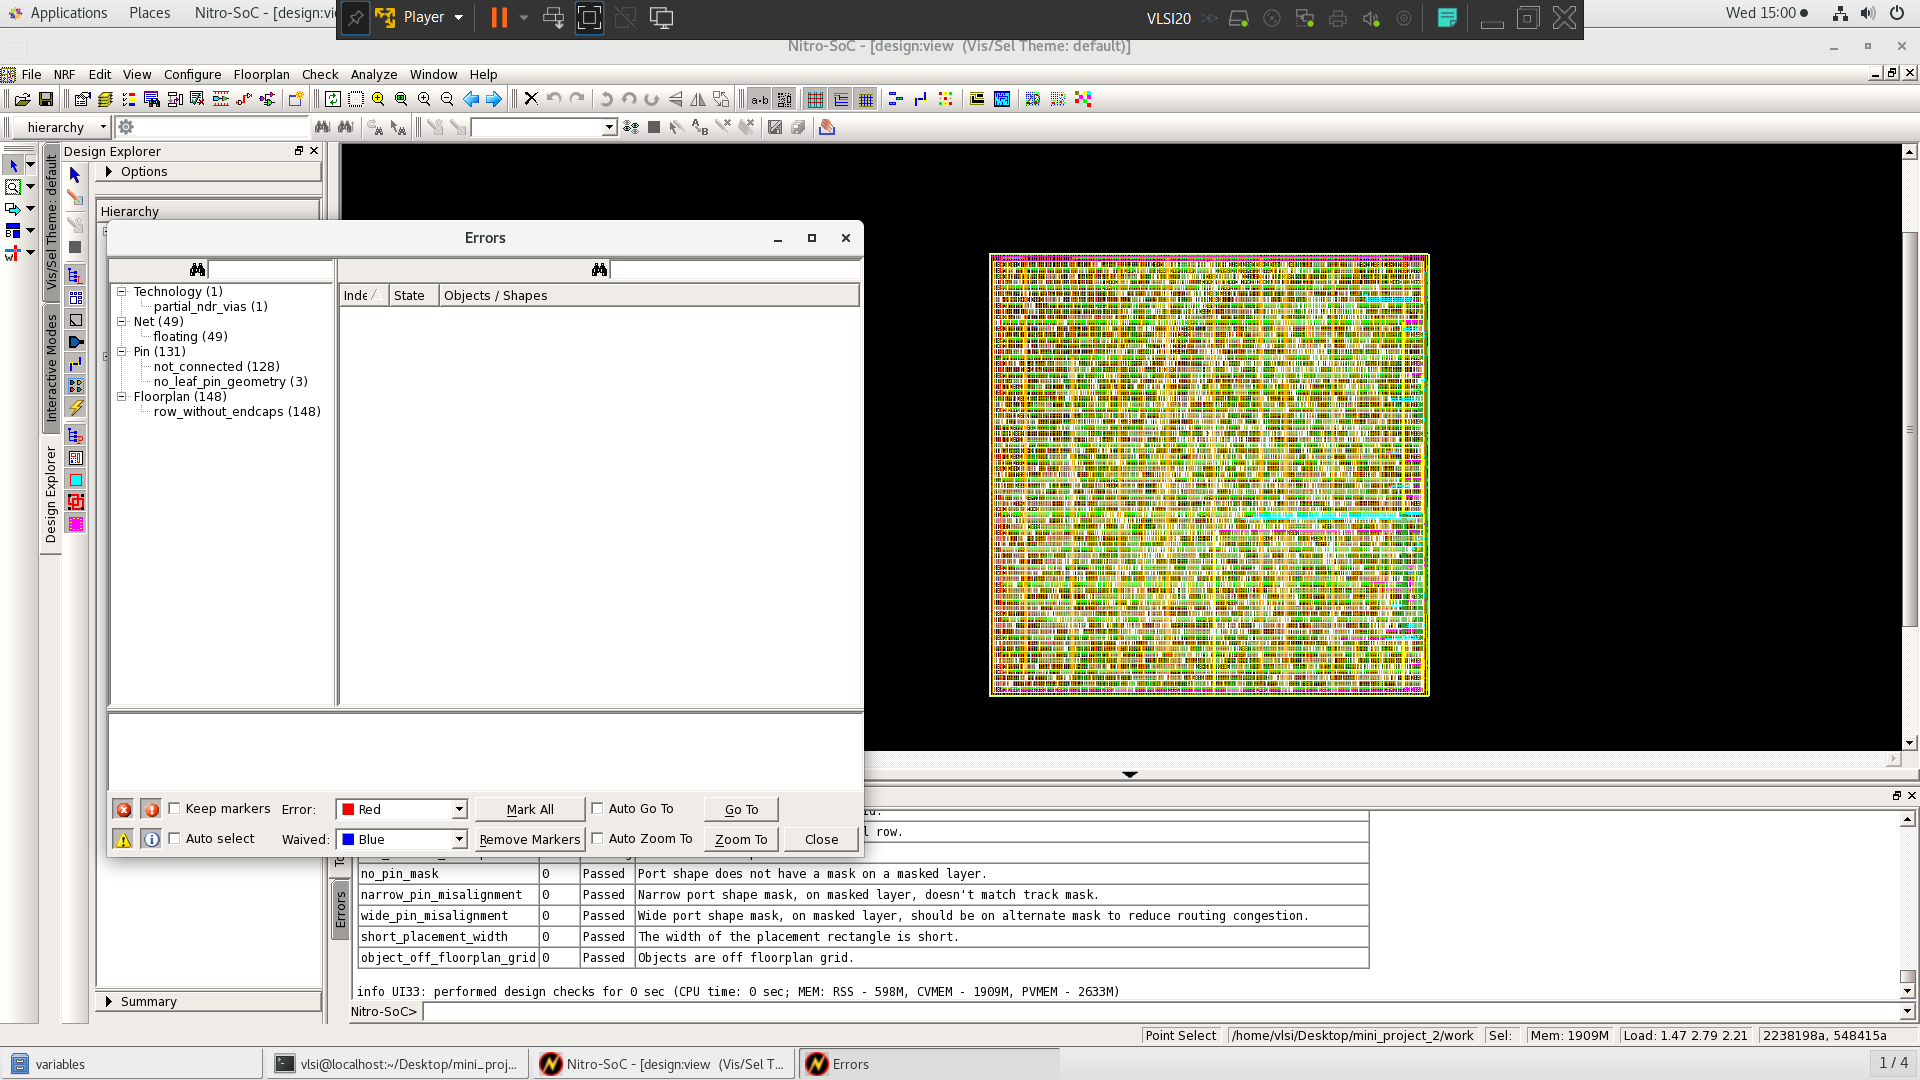 Applications Places Nitro-SoC - [design:vi
Player
VLSI20
Wed 15:00
Nitro-SoC - [design:view (Vis/Sel Theme: default)]
File NRF Edit View Configure Floorplan Check Analyze Window Help
hierarchy
Vis/Sel Theme: default
Interactive Modes
Design Explorer
Design Explorer
Options
Hierarchy
Errors
Technology (1)
partial_ndr_vias (1)
Net (49)
floating (49)
Pin (131)
not_connected (128)
no_leaf_pin_geometry (3)
Floorplan (148)
row_without_endcaps (148)
Inde State Objects / Shapes
Keep markers Error: Red Mark All Auto Go To Go To
Auto select Waived: Blue Remove Markers Auto Zoom To Zoom To Close
l row.
Errors
no_pin_mask 0 Passed Port shape does not have a mask on a masked layer.
narrow_pin_misalignment 0 Passed Narrow port shape mask, on masked layer, doesn't match track mask.
wide_pin_misalignment 0 Passed Wide port shape mask, on masked layer, should be on alternate mask to reduce routing congestion.
short_placement_width 0 Passed The width of the placement rectangle is short.
object_off_floorplan_grid 0 Passed Objects are off floorplan grid.
info UI33: performed design checks for 0 sec (CPU time: 0 sec; MEM: RSS - 598M, CVMEM - 1909M, PVMEM - 2633M)
Summary
Nitro-SoC>
Point Select /home/vlsi/Desktop/mini_project_2/work Sel: Mem: 1909M Load: 1.47 2.79 2.21 2238198a, 548415a
variables
vlsi@localhost:~/Desktop/mini_proj...
Nitro-SoC - [design:view (Vis/Sel T...
Errors
1 / 4